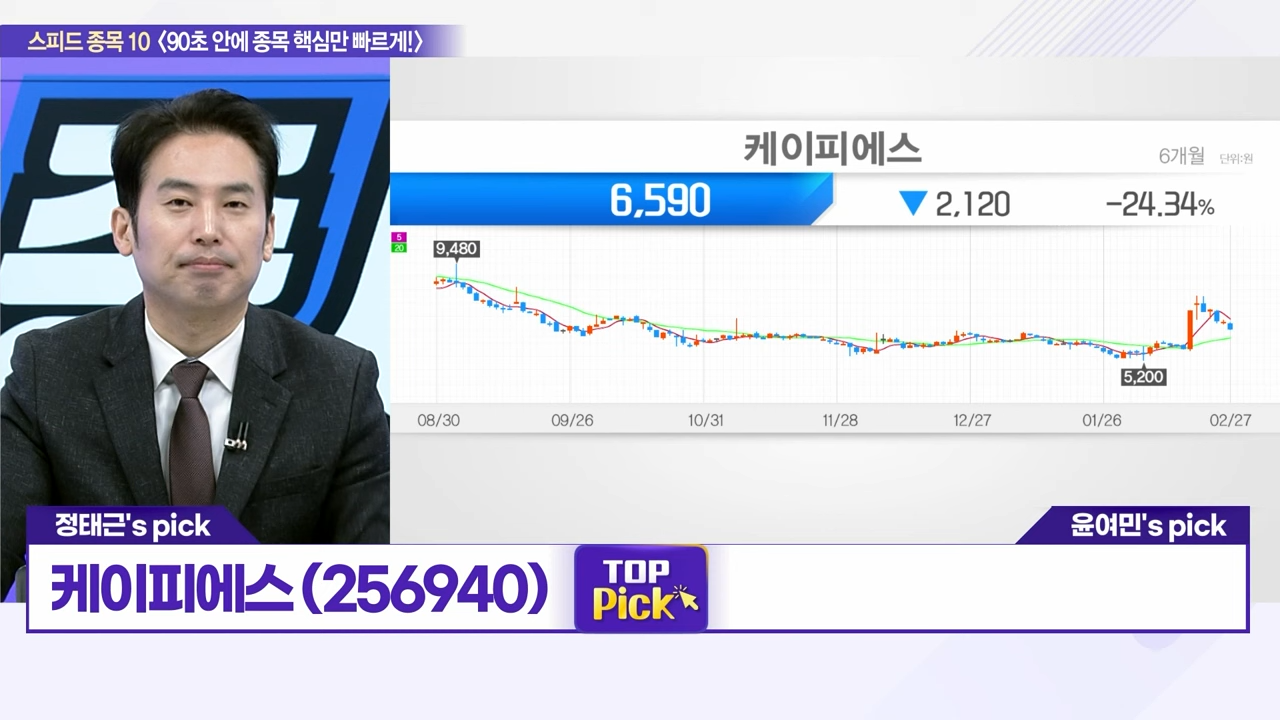 스피드 종목 10 〈90초 안에 종목 핵심만 빠르게!〉
케이피에스
6개월 단위:원
6,590 ▼ 2,120 -24.34%
5
20
9,480
5,200
08/30 09/26 10/31 11/28 12/27 01/26 02/27
정태근's pick
윤여민's pick
케이피에스 (256940)
TOP
Pick